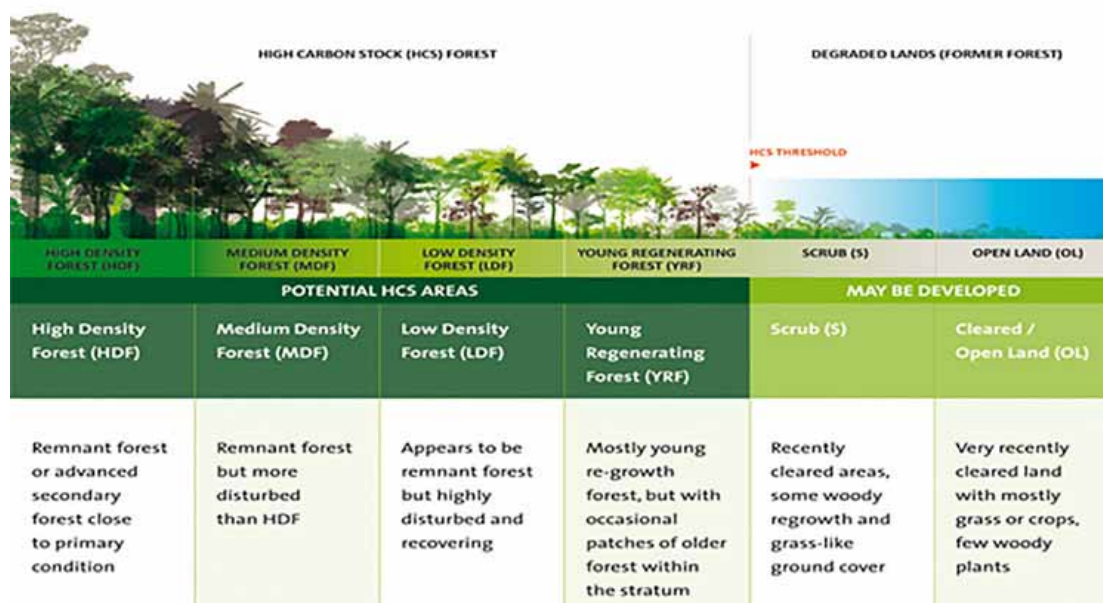 HIGH CARBON STOCK (HCS) FOREST
DEGRADED LANDS (FORMER FOREST)
HCS THRESHOLD
HIGH DENSITY
FOREST (HDF)
MEDIUM DENSITY
FOREST (MDF)
LOW DENSITY
FOREST (LDF)
YOUNG REGENERATING
FOREST (YRF)
SCRUB (S)
OPEN LAND (OL)
POTENTIAL HCS AREAS
MAY BE DEVELOPED
High Density
Forest (HDF)
Medium Density
Forest (MDF)
Low Density
Forest (LDF)
Young
Regenerating
Forest (YRF)
Scrub (S)
Cleared /
Open Land (OL)
Remnant forest
or advanced
secondary
forest close
to primary
condition
Remnant forest
but more
disturbed
than HDF
Appears to be
remnant forest
but highly
disturbed and
recovering
Mostly young
re-growth
forest, but with
occasional
patches of older
forest within
the stratum
Recently
cleared areas,
some woody
regrowth and
grass-like
ground cover
Very recently
cleared land
with mostly
grass or crops,
few woody
plants